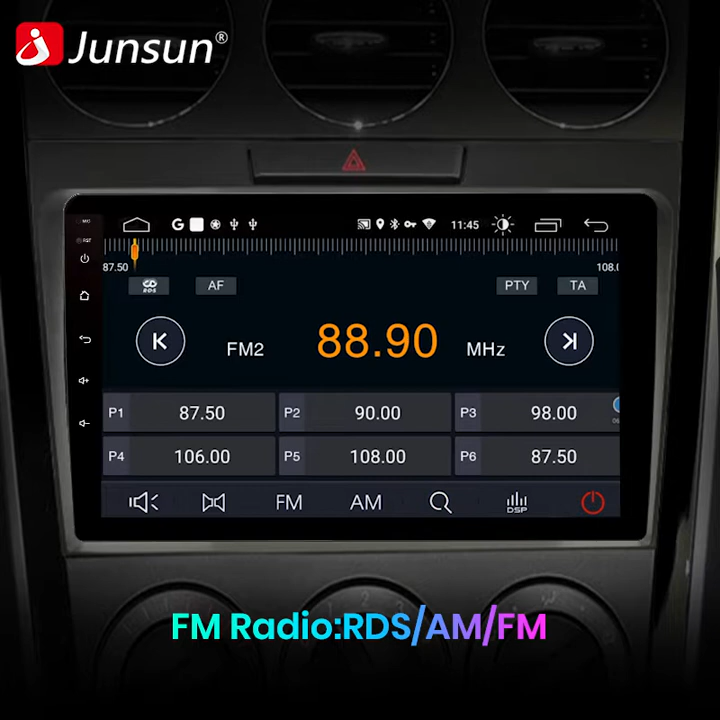 Junsun®
MIC
RST
G 11:45
87.50 108.0
RDS AF PTY TA
FM2 88.90 MHz
P1 87.50 P2 90.00 P3 98.00
P4 106.00 P5 108.00 P6 87.50
FM AM DSP
FM Radio:RDS/AM/FM